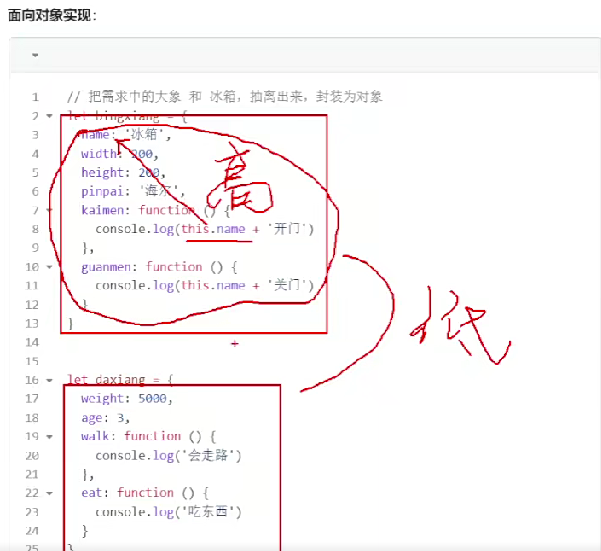 面向对象实现:
1 // 把需求中的大象 和 冰箱，抽离出来，封装为对象
2 let bingxiang = {
3 name: '冰箱',
4 width: 200,
5 height: 200,
6 pinpai: '海尔',
7 kaimen: function () {
8 console.log(this.name + '开门')
9 },
10 guanmen: function () {
11 console.log(this.name + '关门')
12 }
13 }
14
15
16 let daxiang = {
17 weight: 5000,
18 age: 3,
19 walk: function () {
20 console.log('会走路')
21 },
22 eat: function () {
23 console.log('吃东西')
24 }
25 }
高
低